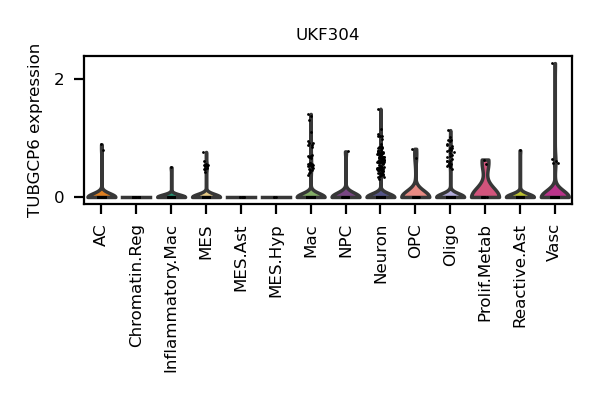 UKF304
TUBGCP6 expression
2
0
AC
Chromatin.Reg
Inflammatory.Mac
MES
MES.Ast
MES.Hyp
Mac
NPC
Neuron
OPC
Oligo
Prolif.Metab
Reactive.Ast
Vasc